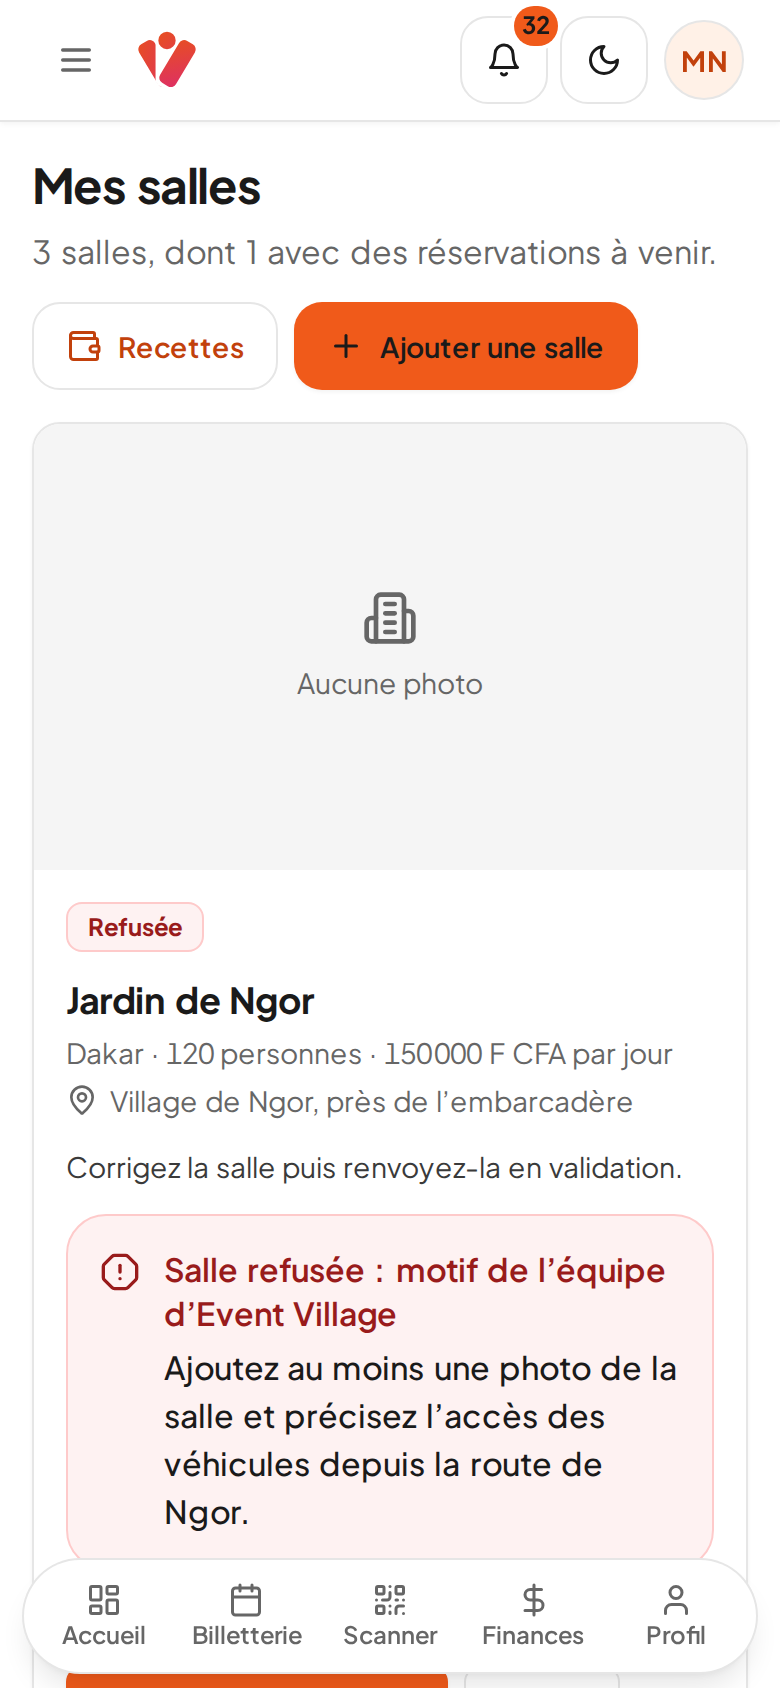 32
MN
Mes salles
3 salles, dont 1 avec des réservations à venir.
Recettes
Ajouter une salle
Aucune photo
Refusée
Jardin de Ngor
Dakar · 120 personnes · 150000 F CFA par jour
Village de Ngor, près de l’embarcadère
Corrigez la salle puis renvoyez-la en validation.
Salle refusée : motif de l’équipe
d’Event Village
Ajoutez au moins une photo de la
salle et précisez l’accès des
véhicules depuis la route de
Ngor.
Accueil
Billetterie
Scanner
Finances
Profil